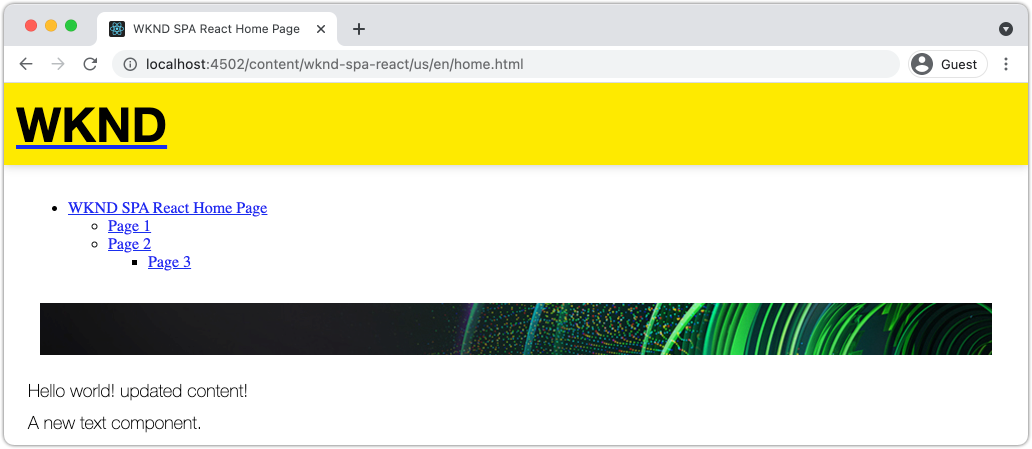 WKND SPA React Home Page
localhost:4502/content/wknd-spa-react/us/en/home.html
Guest
WKND
WKND SPA React Home Page
Page 1
Page 2
Page 3
Hello world! updated content!
A new text component.